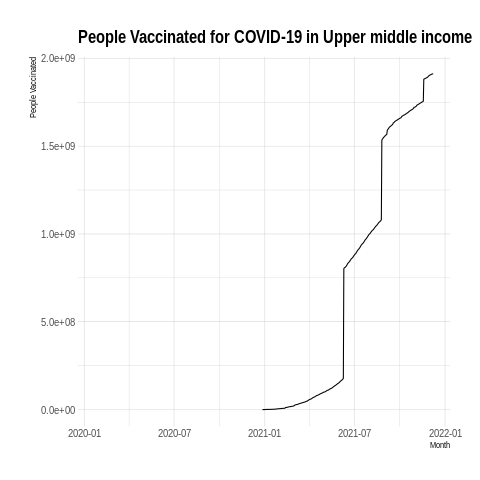 People Vaccinated for COVID-19 in Upper middle income
People Vaccinated
2.0e+09
1.5e+09
1.0e+09
5.0e+08
0.0e+00
2020-01
2020-07
2021-01
2021-07
2022-01
Month